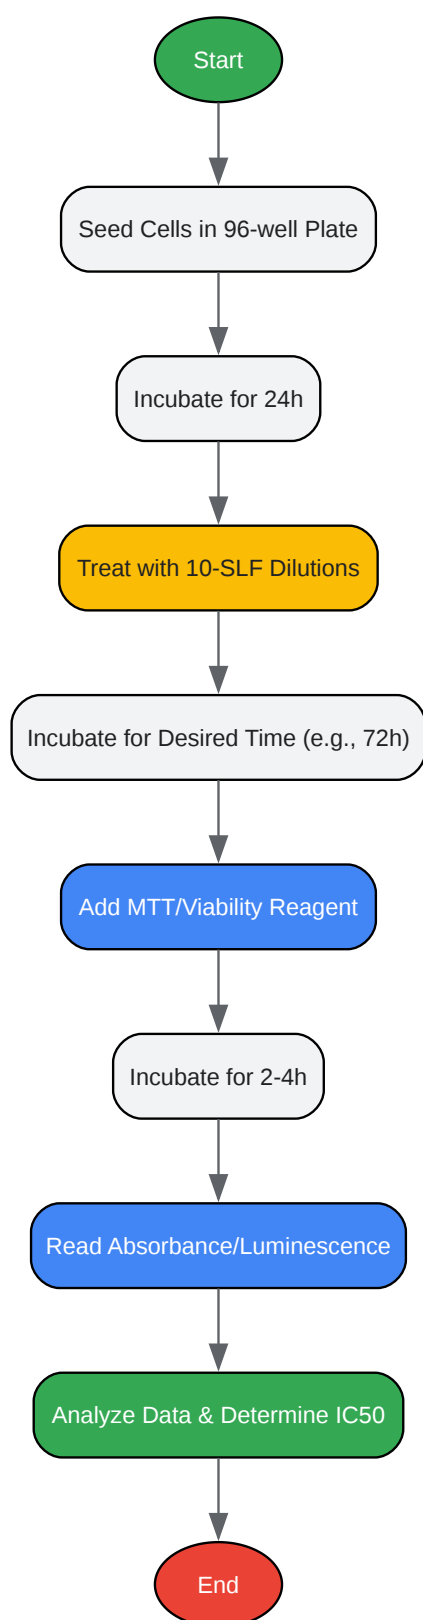 Start
Seed Cells in 96-well Plate
Incubate for 24h
Treat with 10-SLF Dilutions
Incubate for Desired Time (e.g., 72h)
Add MTT/Viability Reagent
Incubate for 2-4h
Read Absorbance/Luminescence
Analyze Data & Determine IC50
End